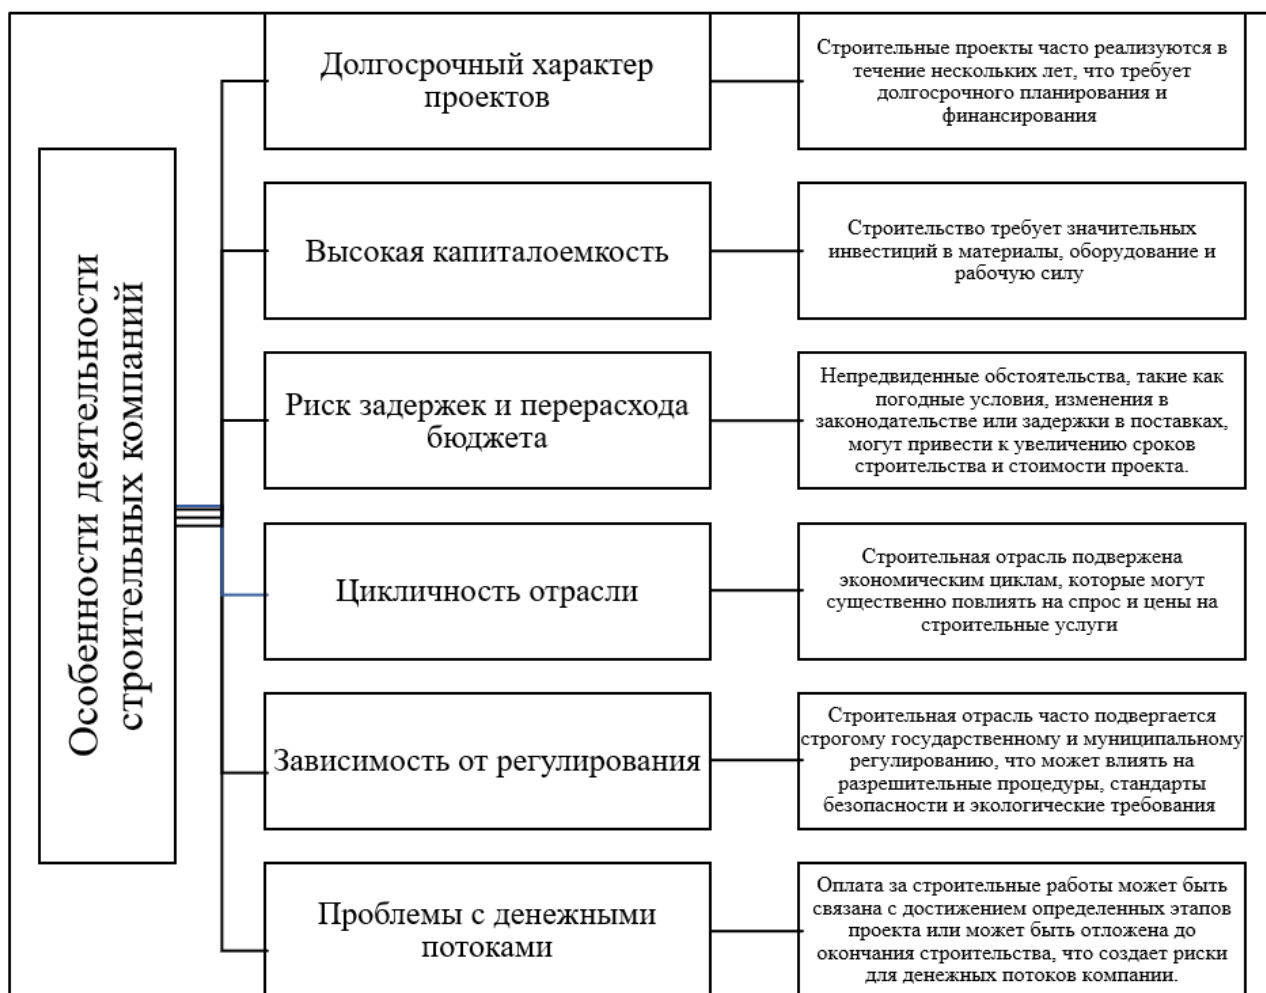 Особенности деятельности
строительных компаний
Долгосрочный характер
проектов
Строительные проекты часто реализуются в
течение нескольких лет, что требует
долгосрочного планирования и
финансирования
Высокая капиталоемкость
Строительство требует значительных
инвестиций в материалы, оборудование и
рабочую силу
Риск задержек и перерасхода
бюджета
Непредвиденные обстоятельства, такие как
погодные условия, изменения в
законодательстве или задержки в поставках,
могут привести к увеличению сроков
строительства и стоимости проекта.
Цикличность отрасли
Строительная отрасль подвержена
экономическим циклам, которые могут
существенно повлиять на спрос и цены на
строительные услуги
Зависимость от регулирования
Строительная отрасль часто подвергается
строгому государственному и муниципальному
регулированию, что может влиять на
разрешительные процедуры, стандарты
безопасности и экологические требования
Проблемы с денежными
потоками
Оплата за строительные работы может быть
связана с достижением определенных этапов
проекта или может быть отложена до
окончания строительства, что создает риски
для денежных потоков компании.